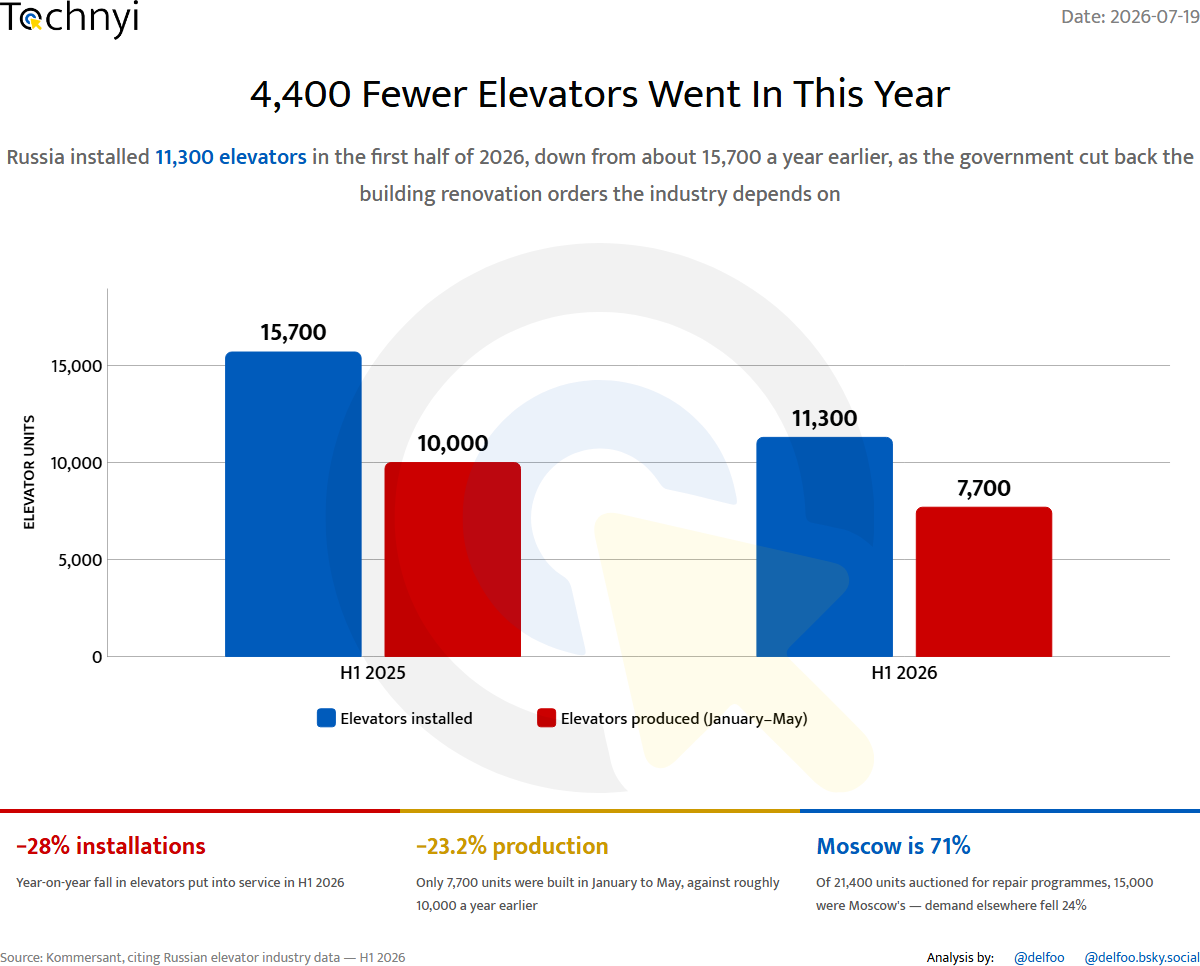 Technyi
Date: 2026-07-19
4,400 Fewer Elevators Went In This Year
Russia installed 11,300 elevators in the first half of 2026, down from about 15,700 a year earlier, as the government cut back the
building renovation orders the industry depends on
ELEVATOR UNITS
15,000
10,000
5,000
0
15,700
10,000
11,300
7,700
H1 2025
H1 2026
Elevators installed
Elevators produced (January–May)
−28% installations
Year-on-year fall in elevators put into service in H1 2026
−23.2% production
Only 7,700 units were built in January to May, against roughly
10,000 a year earlier
Moscow is 71%
Of 21,400 units auctioned for repair programmes, 15,000
were Moscow's — demand elsewhere fell 24%
Source: Kommersant, citing Russian elevator industry data — H1 2026
Analysis by: @delfoo @delfoo.bsky.social